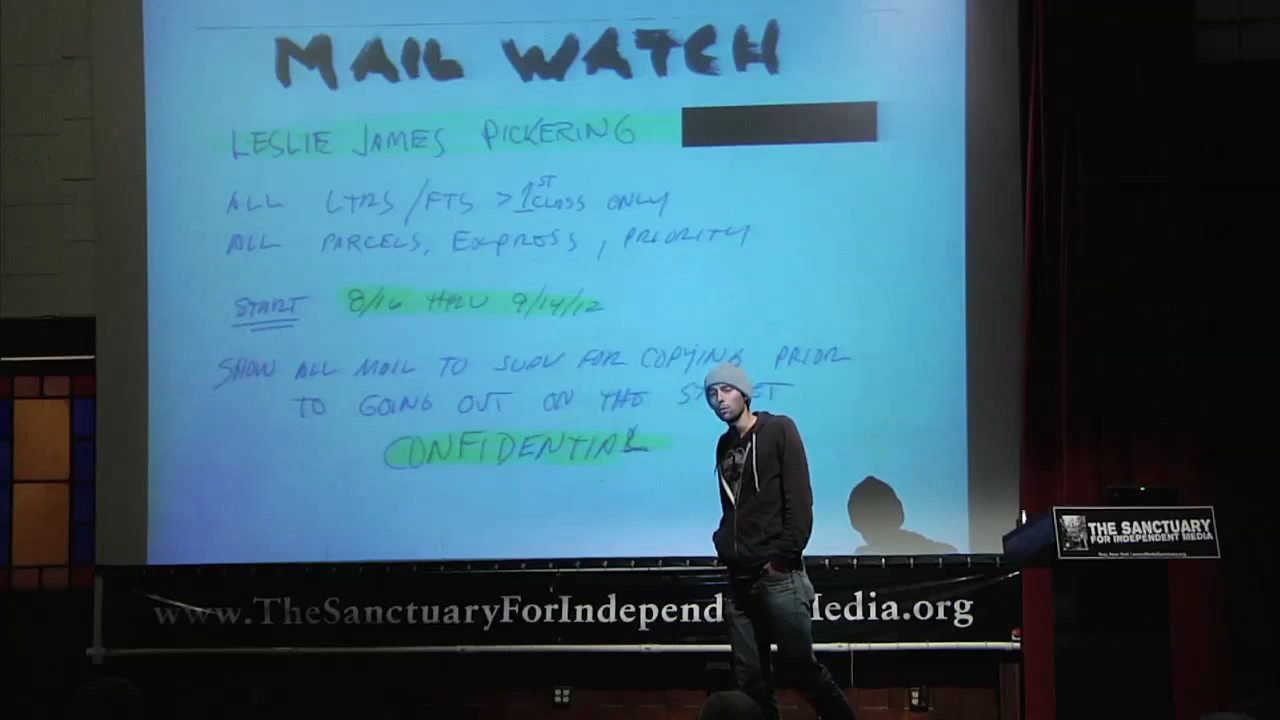 MAIL WATCH
LESLIE JAMES PICKERING
ALL LTRS/FTS > 1ST CLASS ONLY
ALL PARCELS, EXPRESS, PRIORITY
START 8/16 THRU 9/14/12
SHOW ALL MAIL TO SUPV FOR COPYING PRIOR
TO GOING OUT ON THE
CONFIDENTIAL
THE SANCTUARY
FOR INDEPENDENT MEDIA
www.TheSanctuaryForIndepend Media.org